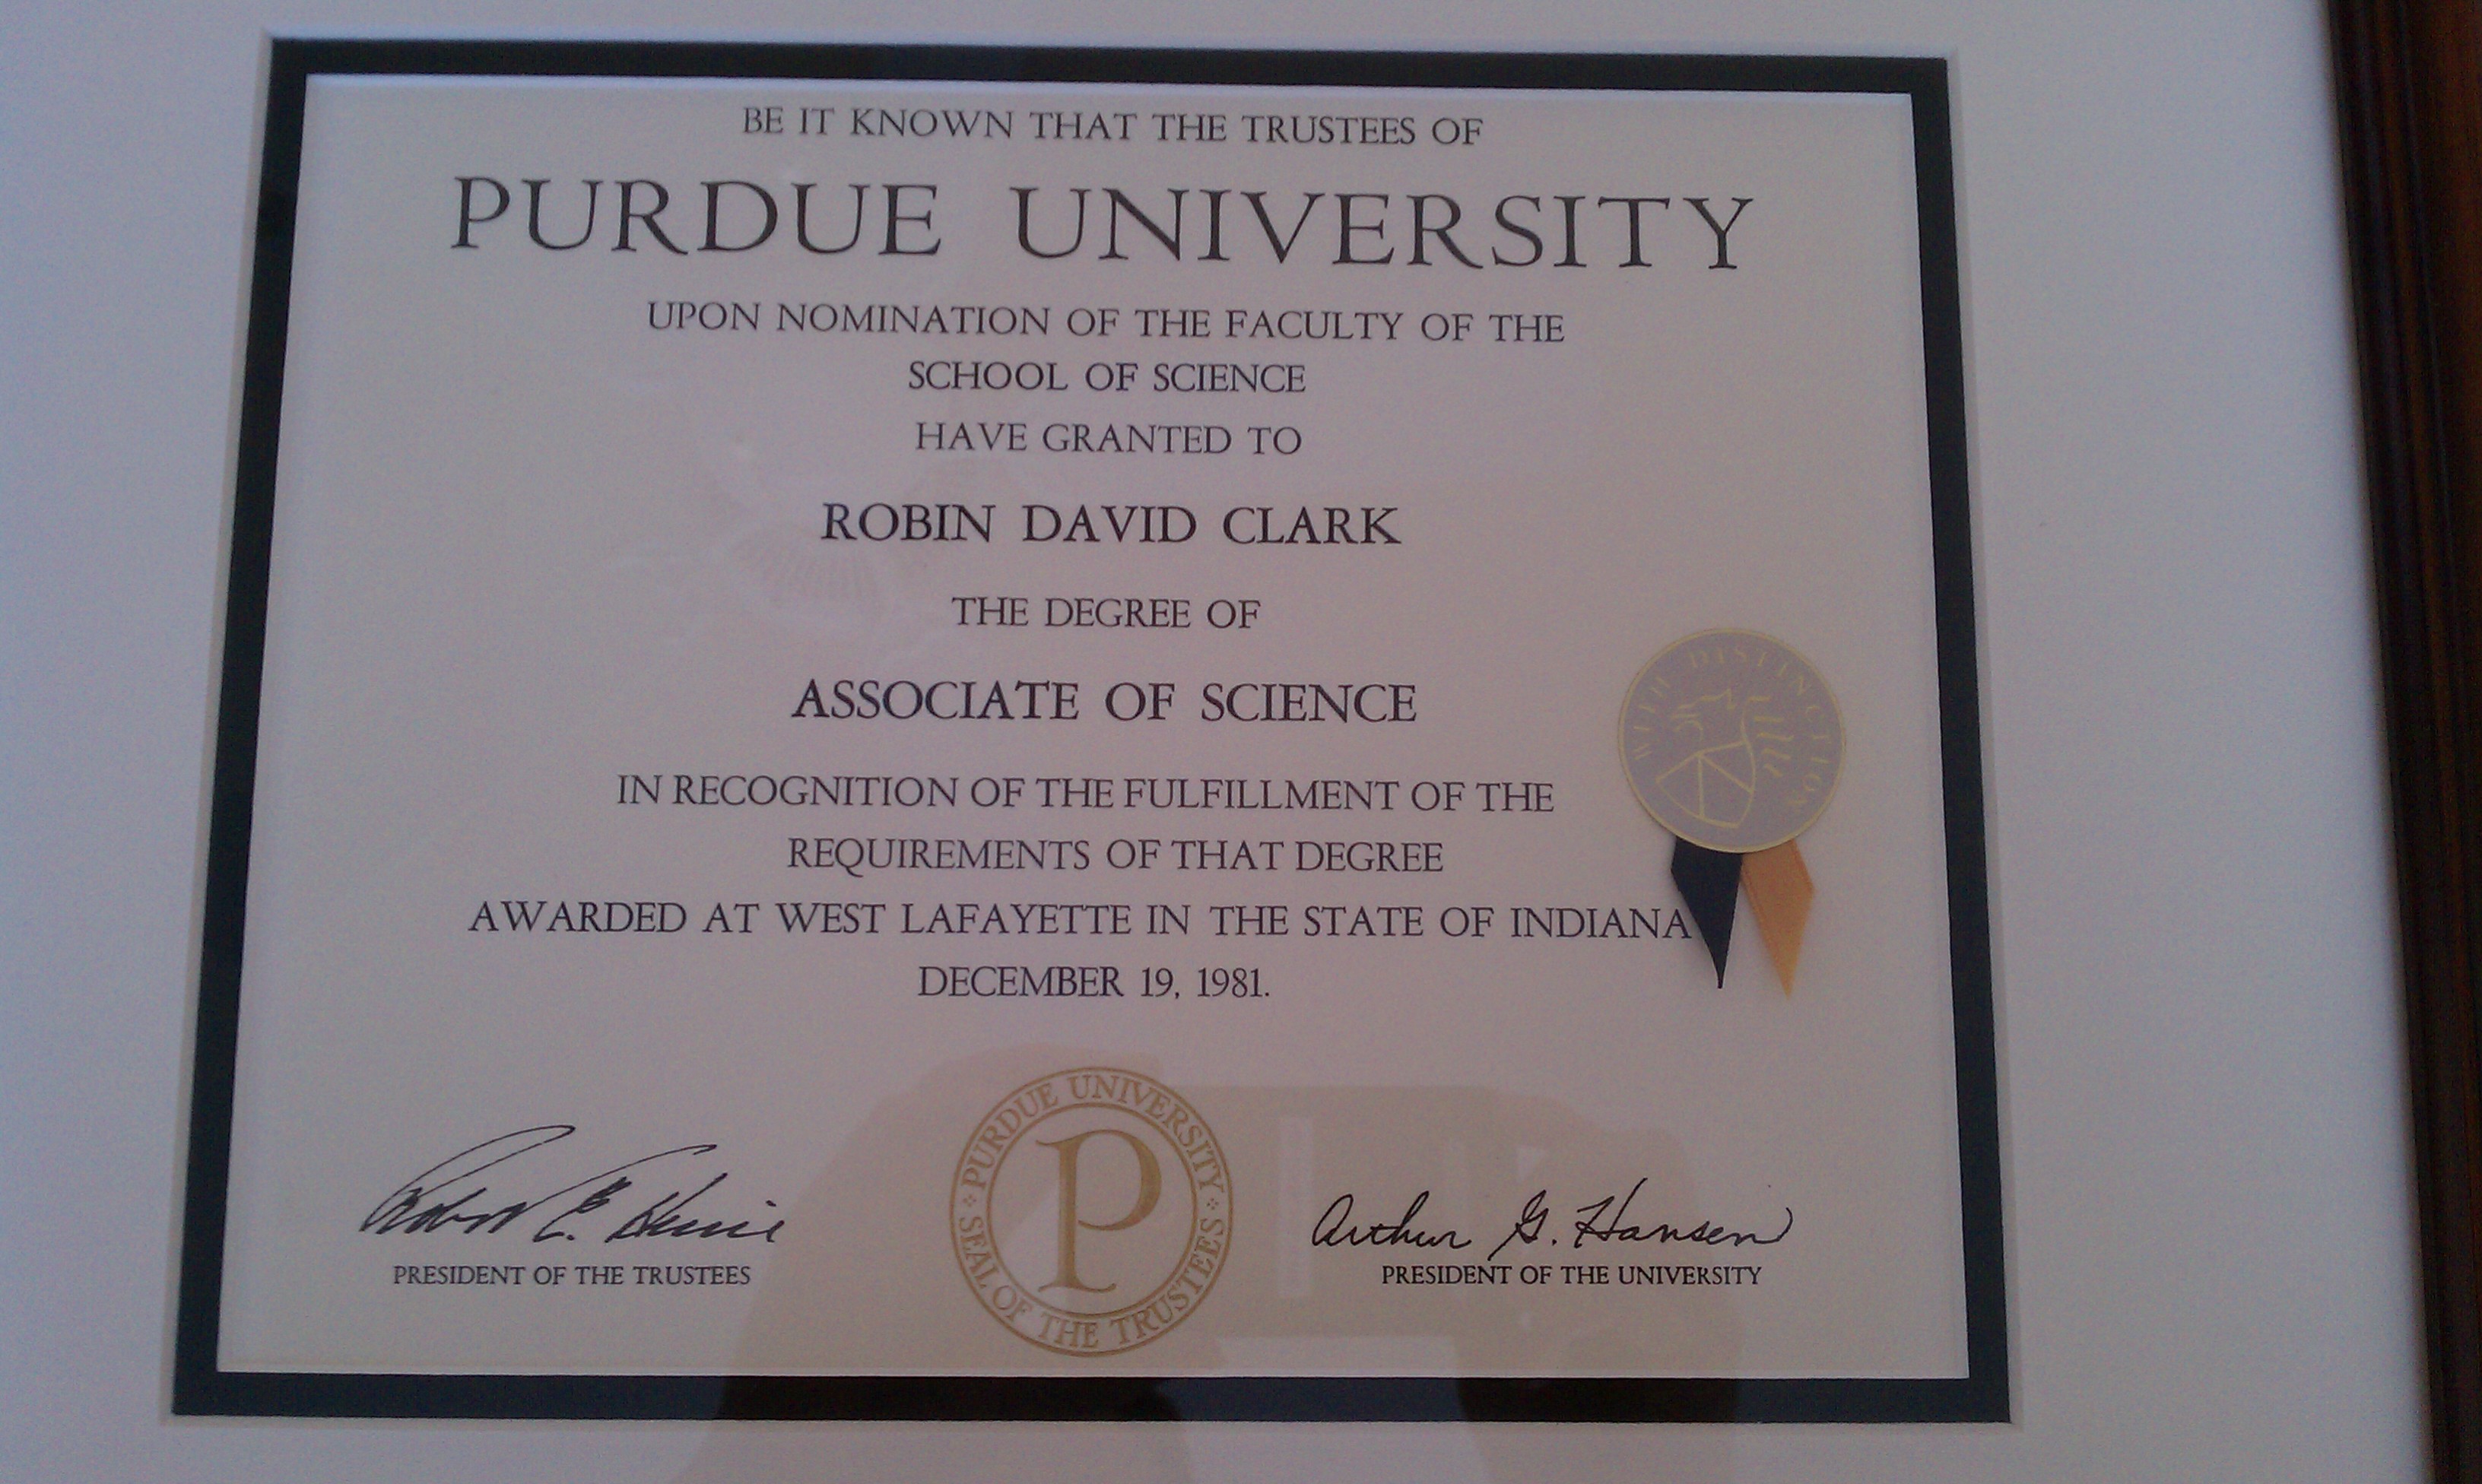 BE IT KNOWN THAT THE TRUSTEES OF
PURDUE UNIVERSITY
UPON NOMINATION OF THE FACULTY OF THE
SCHOOL OF SCIENCE
HAVE GRANTED TO
ROBIN DAVID CLARK
THE DEGREE OF
ASSOCIATE OF SCIENCE
WITH DISTINCTION
IN RECOGNITION OF THE FULFILLMENT OF THE
REQUIREMENTS OF THAT DEGREE
AWARDED AT WEST LAFAYETTE IN THE STATE OF INDIANA
DECEMBER 19, 1981.
Robert E.
PRESIDENT OF THE TRUSTEES
PURDUE UNIVERSITY
P
SEAL OF THE TRUSTEES
Arthur G. Hansen
PRESIDENT OF THE UNIVERSITY